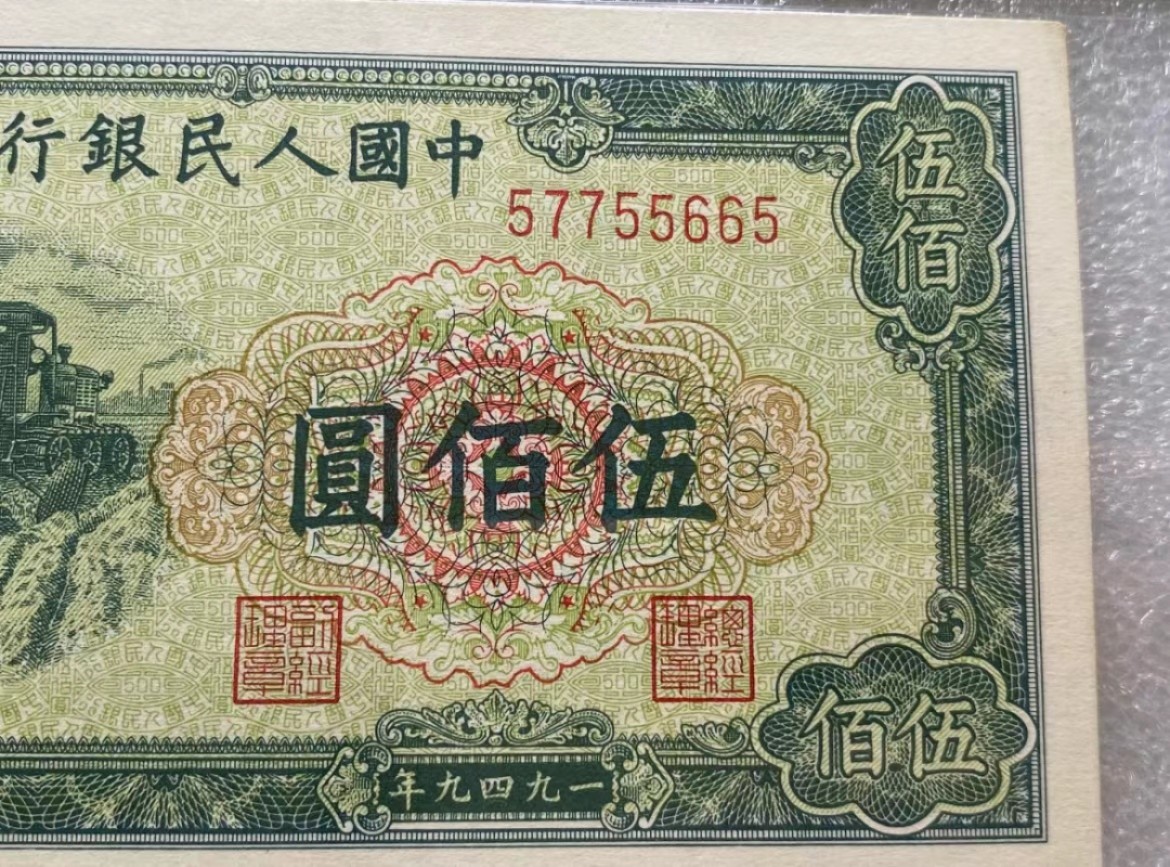 中國人民銀行
57755665
伍佰
伍佰圓
總經理章
副經理章
伍佰
一九四九年